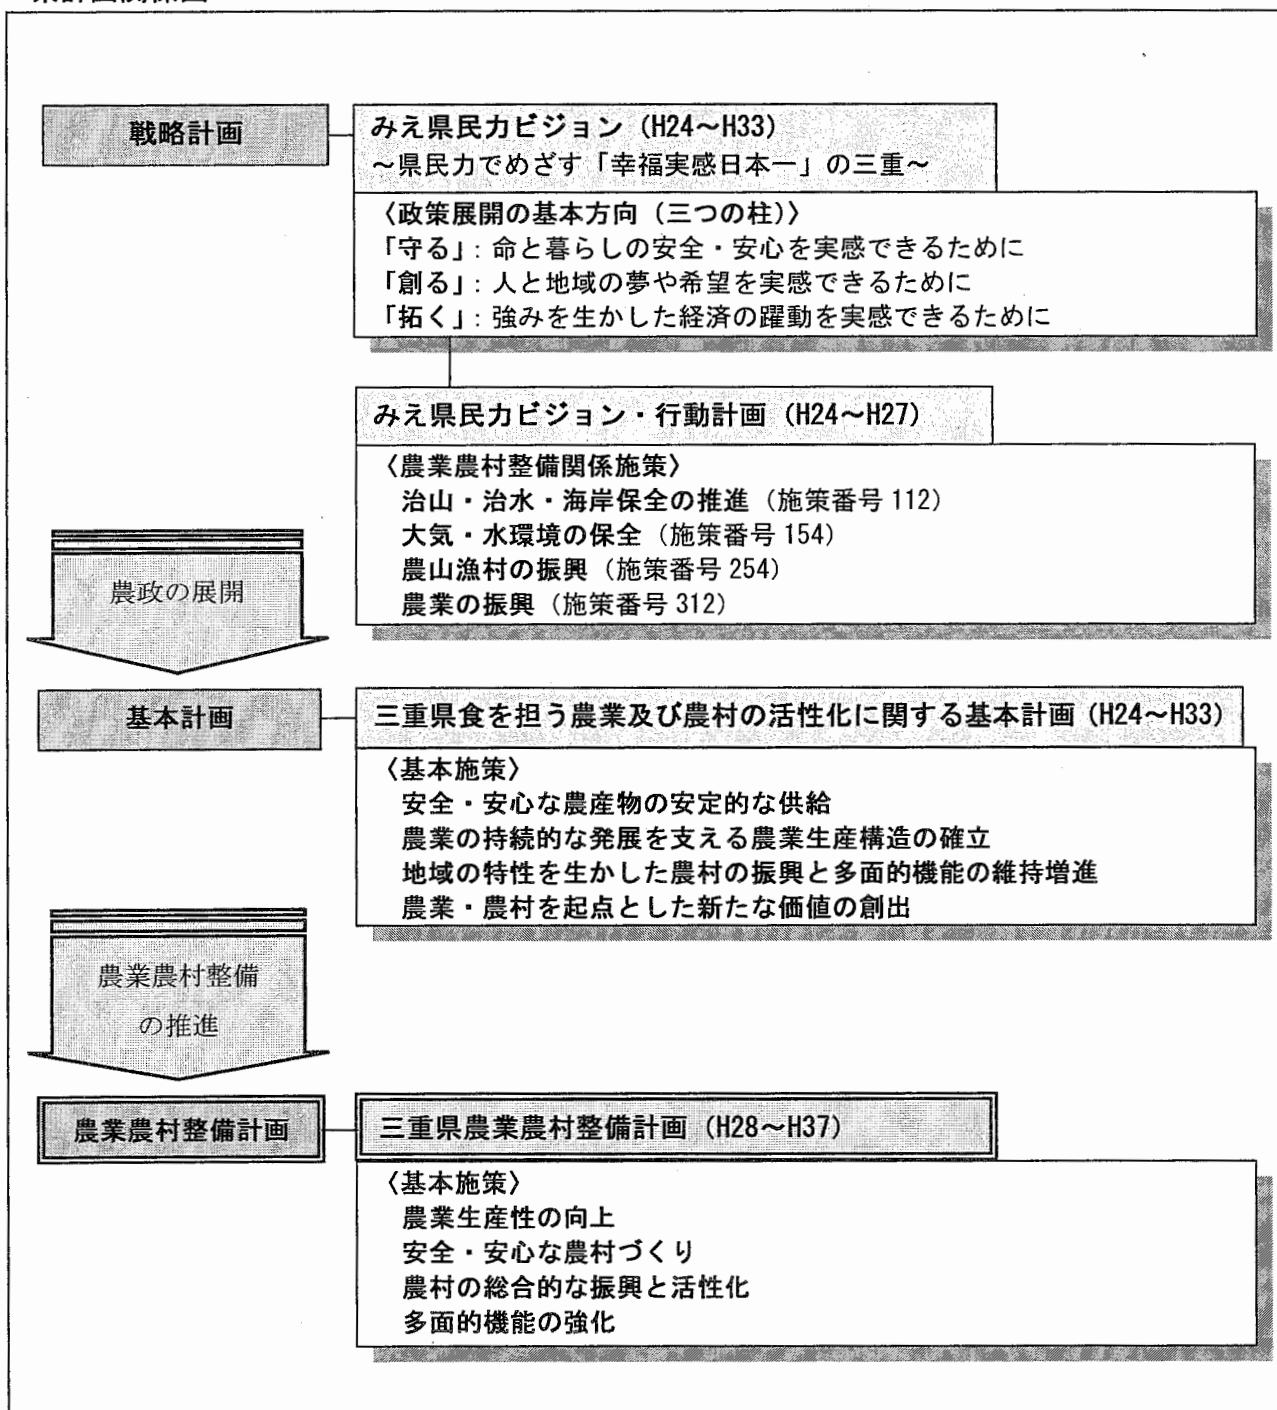 戦略計画
みえ県民力ビジョン（H24～H33）
～県民力でめざす「幸福実感日本一」の三重～
〈政策展開の基本方向（三つの柱）〉
「守る」：命と暮らしの安全・安心を実感できるために
「創る」：人と地域の夢や希望を実感できるために
「拓く」：強みを生かした経済の躍動を実感できるために
みえ県民力ビジョン・行動計画（H24～H27）
〈農業農村整備関係施策〉
治山・治水・海岸保全の推進（施策番号 112）
大気・水環境の保全（施策番号 154）
農山漁村の振興（施策番号 254）
農業の振興（施策番号 312）
農政の展開
基本計画
三重県食を担う農業及び農村の活性化に関する基本計画（H24～H33）
〈基本施策〉
安全・安心な農産物の安定的な供給
農業の持続的な発展を支える農業生産構造の確立
地域の特性を生かした農村の振興と多面的機能の維持増進
農業・農村を起点とした新たな価値の創出
農業農村整備
の推進
農業農村整備計画
三重県農業農村整備計画（H28～H37）
〈基本施策〉
農業生産性の向上
安全・安心な農村づくり
農村の総合的な振興と活性化
多面的機能の強化